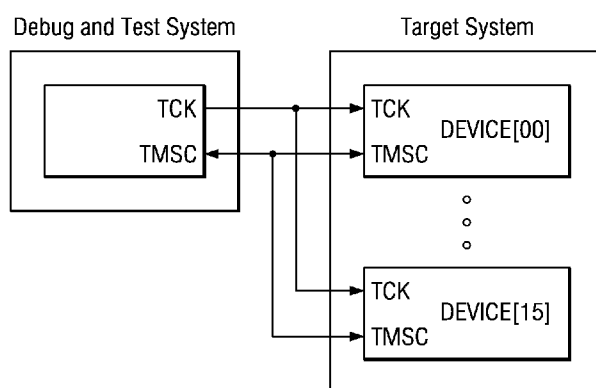 Debug and Test System
Target System
TCK
TMSC
TCK
DEVICE[00]
TMSC
TCK
DEVICE[15]
TMSC